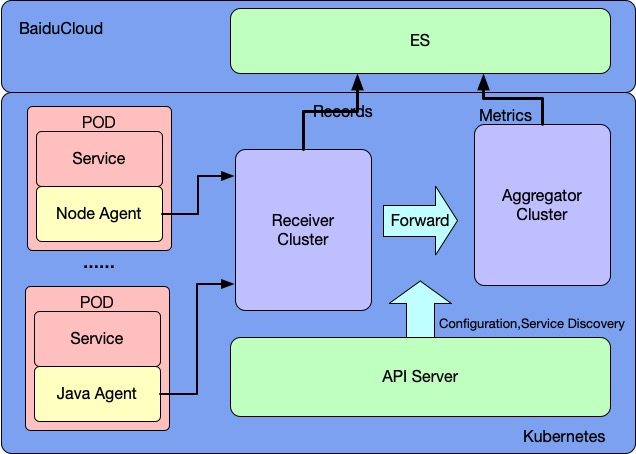 BaiduCloud
ES
Records
Metrics
POD
Service
Node Agent
......
POD
Service
Java Agent
Receiver
Cluster
Forward
Aggregator
Cluster
Configuration,Service Discovery
API Server
Kubernetes